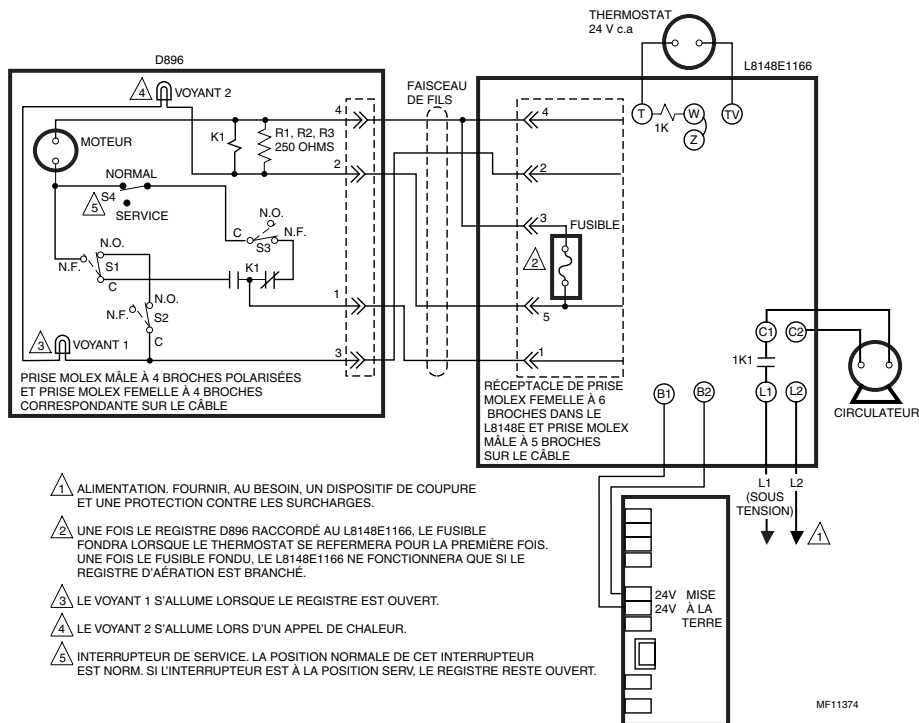 THERMOSTAT
24 V c.a
D896
L8148E1166
4
VOYANT 2
FAISCEAU
DE FILS
T
1K
W
Z
TV
MOTEUR
K1
R1, R2, R3
250 OHMS
4
4
2
2
NORMAL
S4
5
SERVICE
N.O.
C
S3
N.F.
3
FUSIBLE
2
N.O.
N.F.
S1
C
K1
N.O.
N.F.
S2
C
1
5
3
VOYANT 1
3
1
C1
C2
1K1
L1
L2
B1
B2
CIRCULATEUR
PRISE MOLEX MÂLE À 4 BROCHES POLARISÉES
ET PRISE MOLEX FEMELLE À 4 BROCHES
CORRESPONDANTE SUR LE CÂBLE
RÉCEPTACLE DE PRISE
MOLEX FEMELLE À 6
BROCHES DANS LE
L8148E ET PRISE MOLEX
MÂLE À 5 BROCHES
SUR LE CÂBLE
L1
(SOUS
TENSION)
L2
1
1 ALIMENTATION. FOURNIR, AU BESOIN, UN DISPOSITIF DE COUPURE
ET UNE PROTECTION CONTRE LES SURCHARGES.
2 UNE FOIS LE REGISTRE D896 RACCORDÉ AU L8148E1166, LE FUSIBLE
FONDRA LORSQUE LE THERMOSTAT SE REFERMERA POUR LA PREMIÈRE FOIS.
UNE FOIS LE FUSIBLE FONDU, LE L8148E1166 NE FONCTIONNERA QUE SI LE
REGISTRE D'AÉRATION EST BRANCHÉ.
3 LE VOYANT 1 S'ALLUME LORSQUE LE REGISTRE EST OUVERT.
4 LE VOYANT 2 S'ALLUME LORS D'UN APPEL DE CHALEUR.
5 INTERRUPTEUR DE SERVICE. LA POSITION NORMALE DE CET INTERRUPTEUR
EST NORM. SI L'INTERRUPTEUR EST À LA POSITION SERV, LE REGISTRE RESTE OUVERT.
24V MISE
24V À LA
TERRE
MF11374